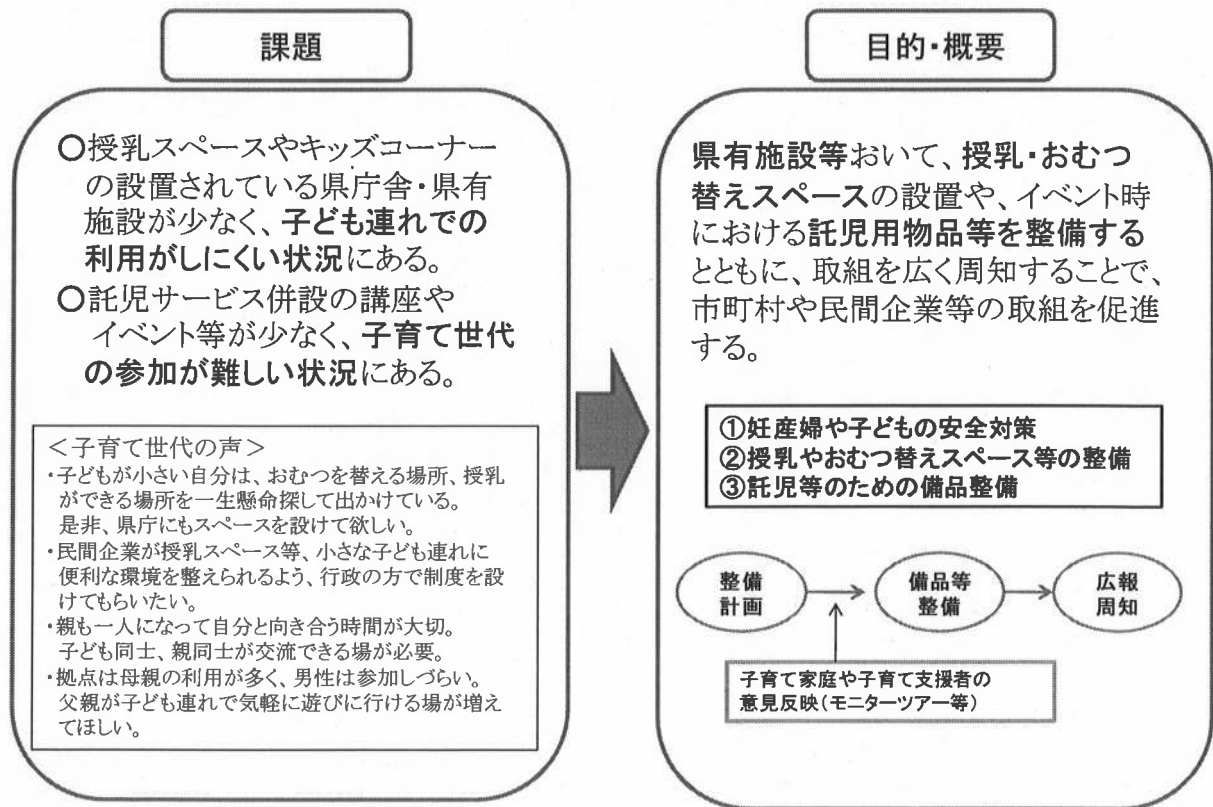 課題
○授乳スペースやキッズコーナー
の設置されている県庁舎・県有
施設が少なく、子ども連れでの
利用がしにくい状況にある。
○託児サービス併設の講座や
イベント等が少なく、子育て世代
の参加が難しい状況にある。
＜子育て世代の声＞
・子どもが小さい自分は、おむつを替える場所、授乳
ができる場所を一生懸命探して出かけている。
是非、県庁にもスペースを設けて欲しい。
・民間企業が授乳スペース等、小さな子ども連れに
便利な環境を整えられるよう、行政の方で制度を設
けてもらいたい。
・親も一人になって自分と向き合う時間が大切。
子ども同士、親同士が交流できる場が必要。
・拠点は母親の利用が多く、男性は参加しづらい。
父親が子ども連れで気軽に遊びに行ける場が増え
てほしい。
目的・概要
県有施設等おいて、授乳・おむつ
替えスペースの設置や、イベント時
における託児用物品等を整備する
とともに、取組を広く周知することで、
市町村や民間企業等の取組を促進
する。
①妊産婦や子どもの安全対策
②授乳やおむつ替えスペース等の整備
③託児等のための備品整備
整備
計画
備品等
整備
広報
周知
子育て家庭や子育て支援者の
意見反映（モニターツアー等）